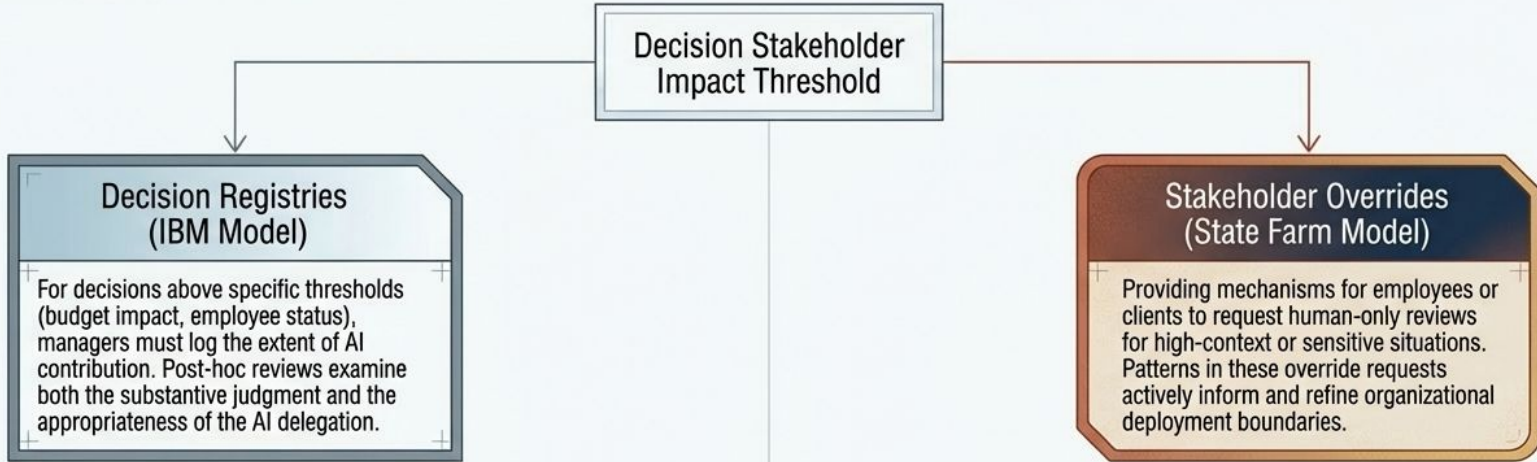 Decision Stakeholder
Impact Threshold
Decision Registries
(IBM Model)
For decisions above specific thresholds
(budget impact, employee status),
managers must log the extent of AI
contribution. Post-hoc reviews examine
both the substantive judgment and the
appropriateness of the AI delegation.
Stakeholder Overrides
(State Farm Model)
Providing mechanisms for employees or
clients to request human-only reviews
for high-context or sensitive situations.
Patterns in these override requests
actively inform and refine organizational
deployment boundaries.